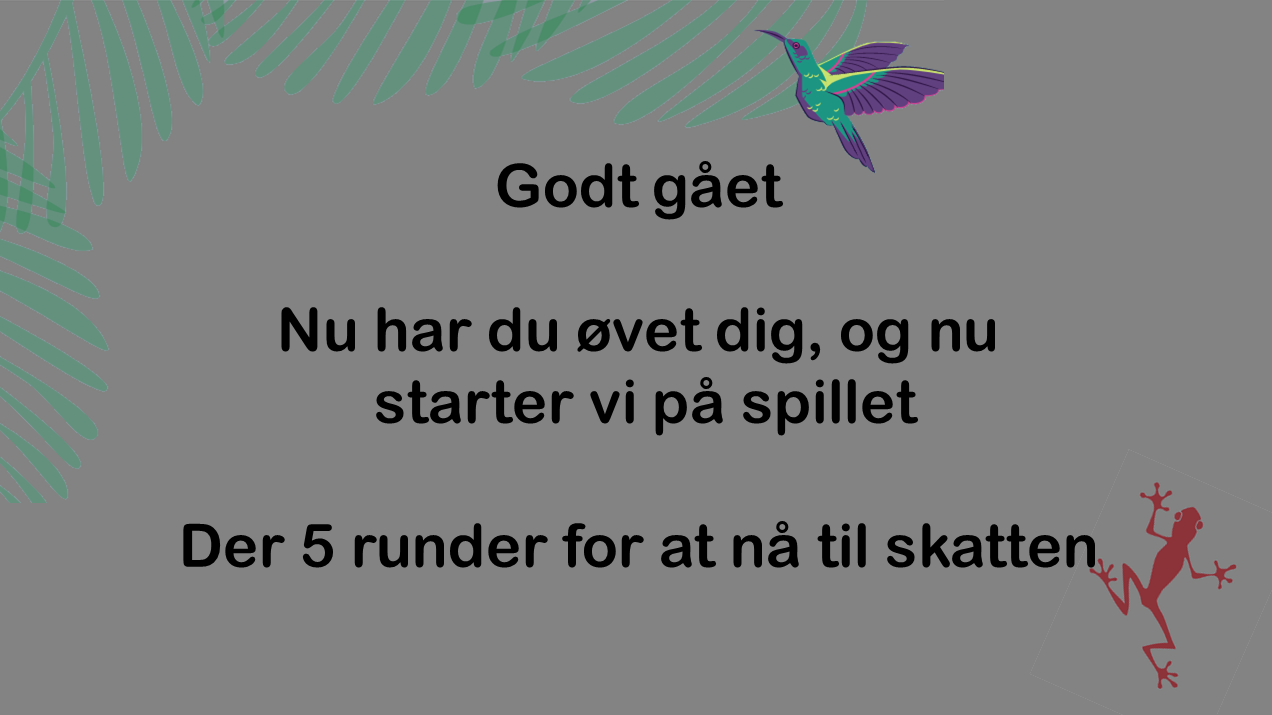 Godt gået
Nu har du øvet dig, og nu
starter vi på spillet
Der 5 runder for at nå til skatten